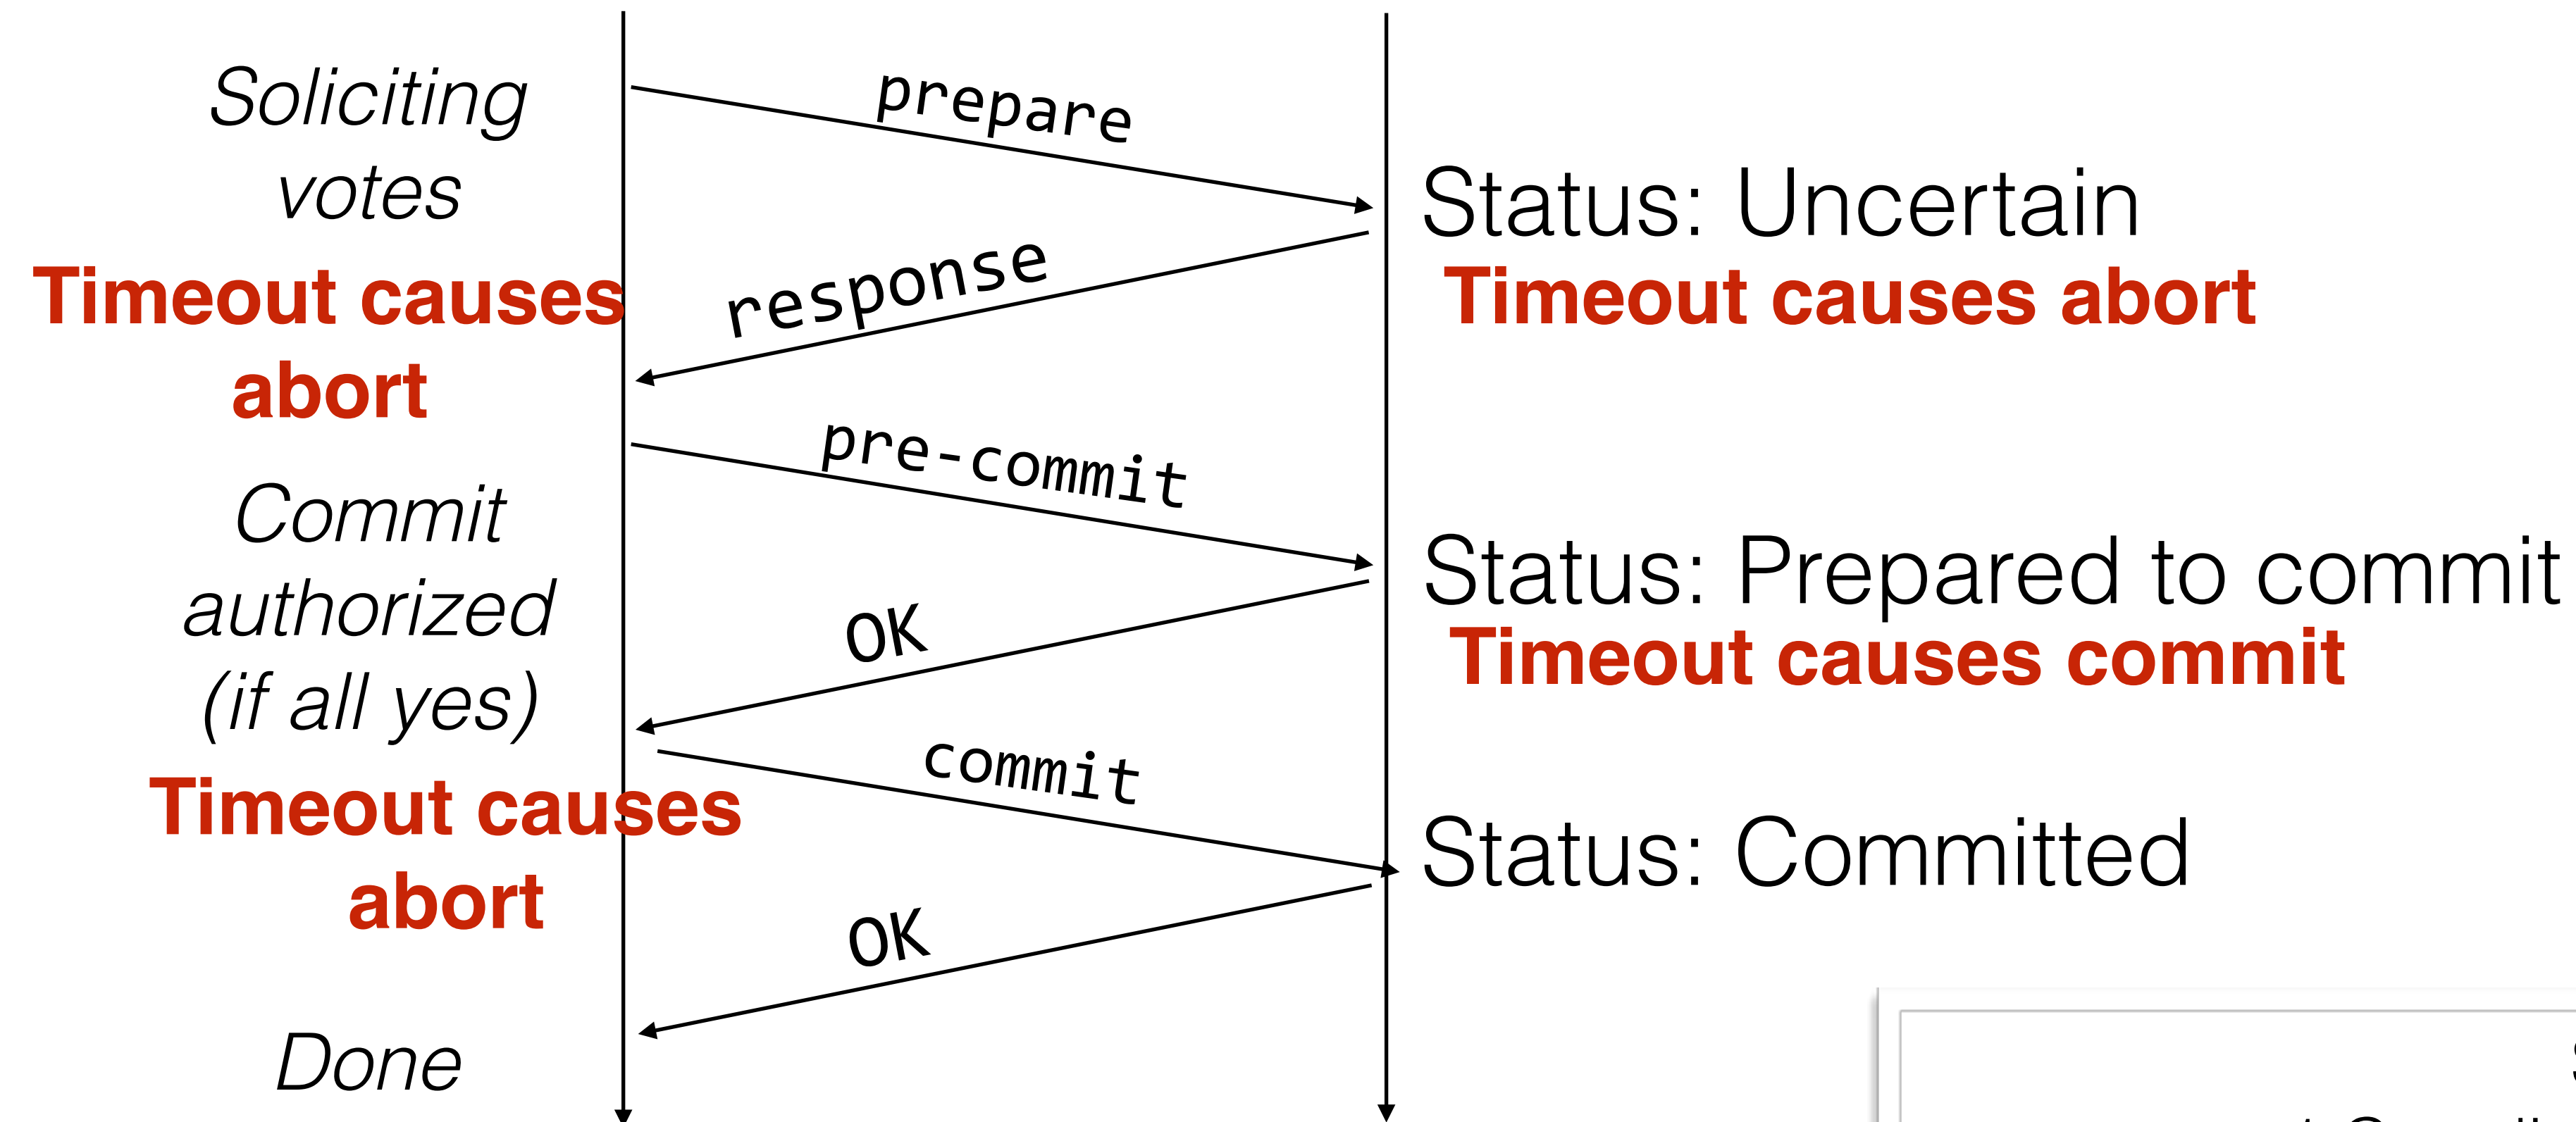 Soliciting
votes
Timeout causes
abort
prepare
response
Status: Uncertain
Timeout causes abort
pre-commit
Commit
authorized
(if all yes)
OK
Status: Prepared to commit
Timeout causes commit
Timeout causes
abort
commit
Status: Committed
OK
Done